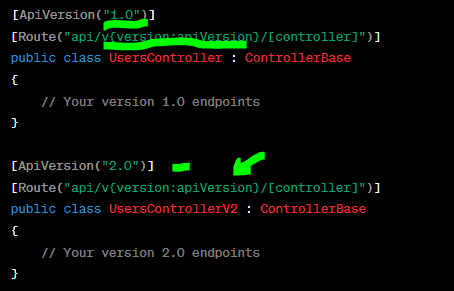 [ApiVersion("1.0")]
[Route("api/v{version:apiVersion}/[controller]")]
public class UsersController : ControllerBase
{
// Your version 1.0 endpoints
}
[ApiVersion("2.0")]
[Route("api/v{version:apiVersion}/[controller]")]
public class UsersControllerV2 : ControllerBase
{
// Your version 2.0 endpoints
}